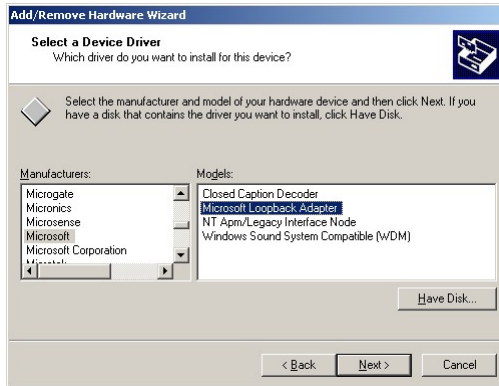 Add/Remove Hardware Wizard
Select a Device Driver
Which driver do you want to install for this device?
Select the manufacturer and model of your hardware device and then click Next. If you
have a disk that contains the driver you want to install, click Have Disk.
Manufacturers:
Microgate
Micronics
Microsense
Microsoft
Microsoft Corporation
Models:
Closed Caption Decoder
Microsoft Loopback Adapter
NT Apm/Legacy Interface Node
Windows Sound System Compatible (WDM)
Have Disk...
< Back
Next >
Cancel